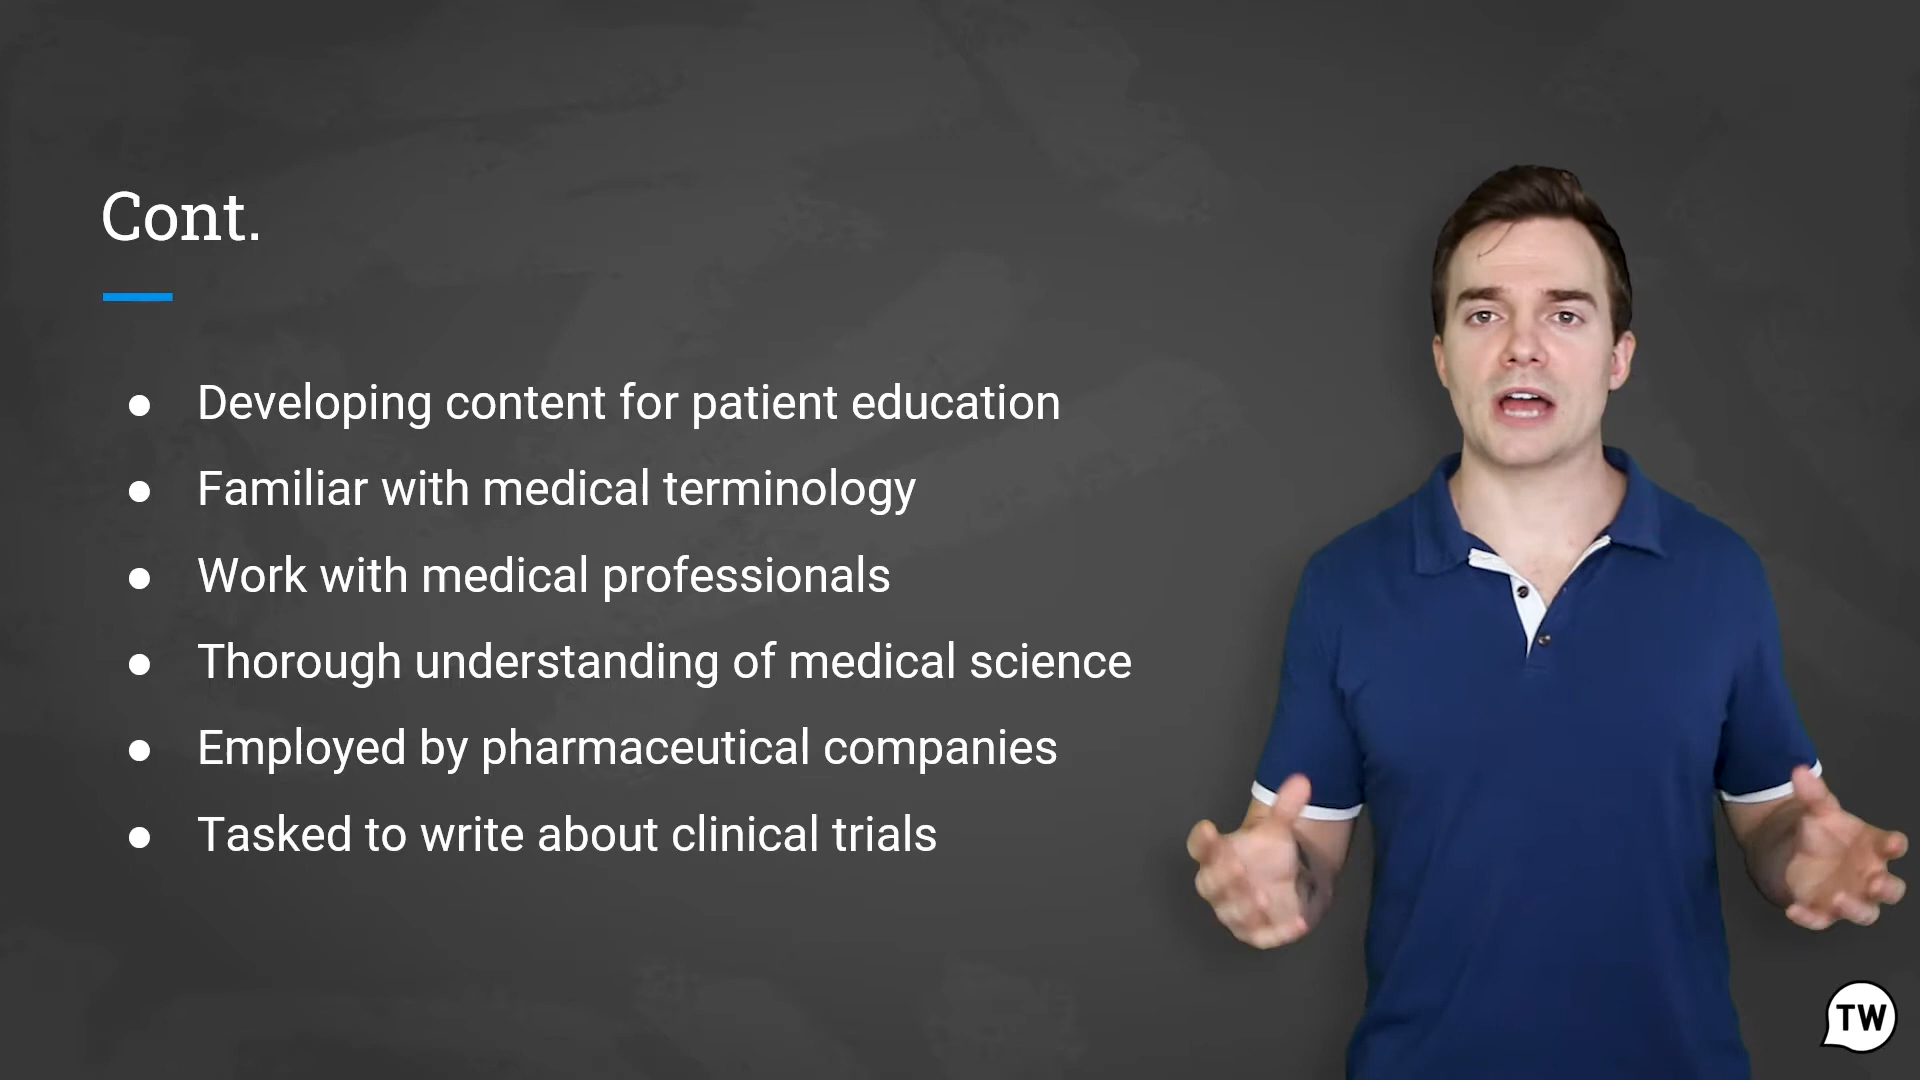 Cont.
Developing content for patient education
Familiar with medical terminology
Work with medical professionals
Thorough understanding of medical science
Employed by pharmaceutical companies
Tasked to write about clinical trials
TW